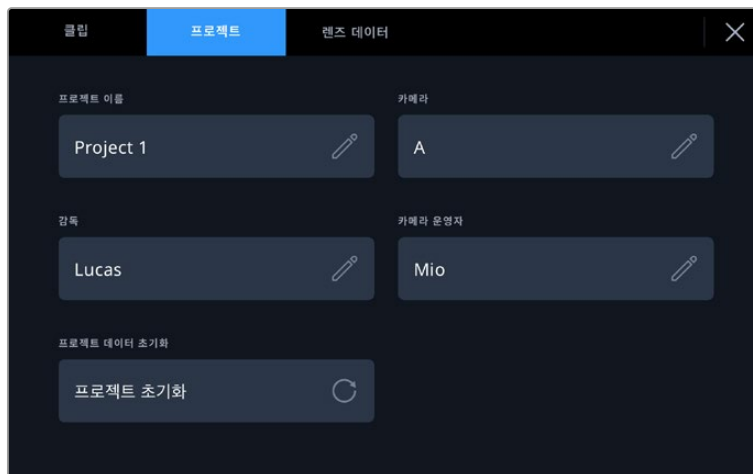 클립 프로젝트 렌즈 데이터
프로젝트 이름 카메라
Project 1 A
감독 카메라 운영자
Lucas Mio
프로젝트 데이터 초기화
프로젝트 초기화